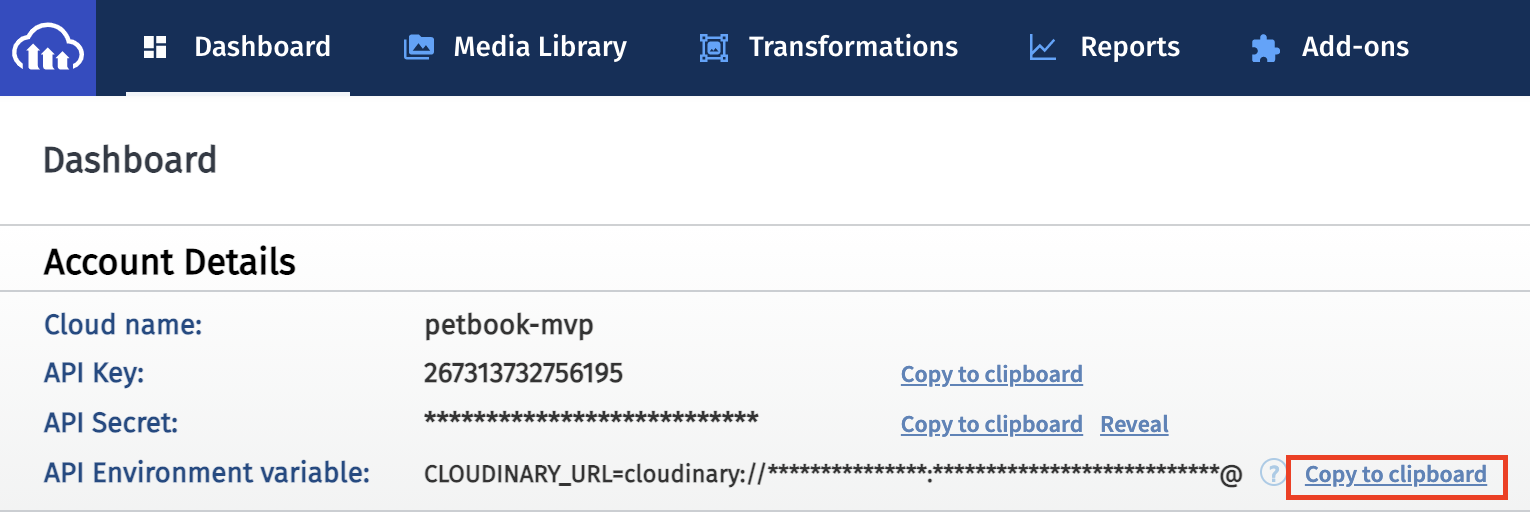 Dashboard Media Library Transformations Reports Add-ons
Dashboard
Account Details
Cloud name: petbook-mvp
API Key: 267313732756195 Copy to clipboard
API Secret: *************************** Copy to clipboard Reveal
API Environment variable: CLOUDINARY_URL=cloudinary://***************:***************************@ ? Copy to clipboard